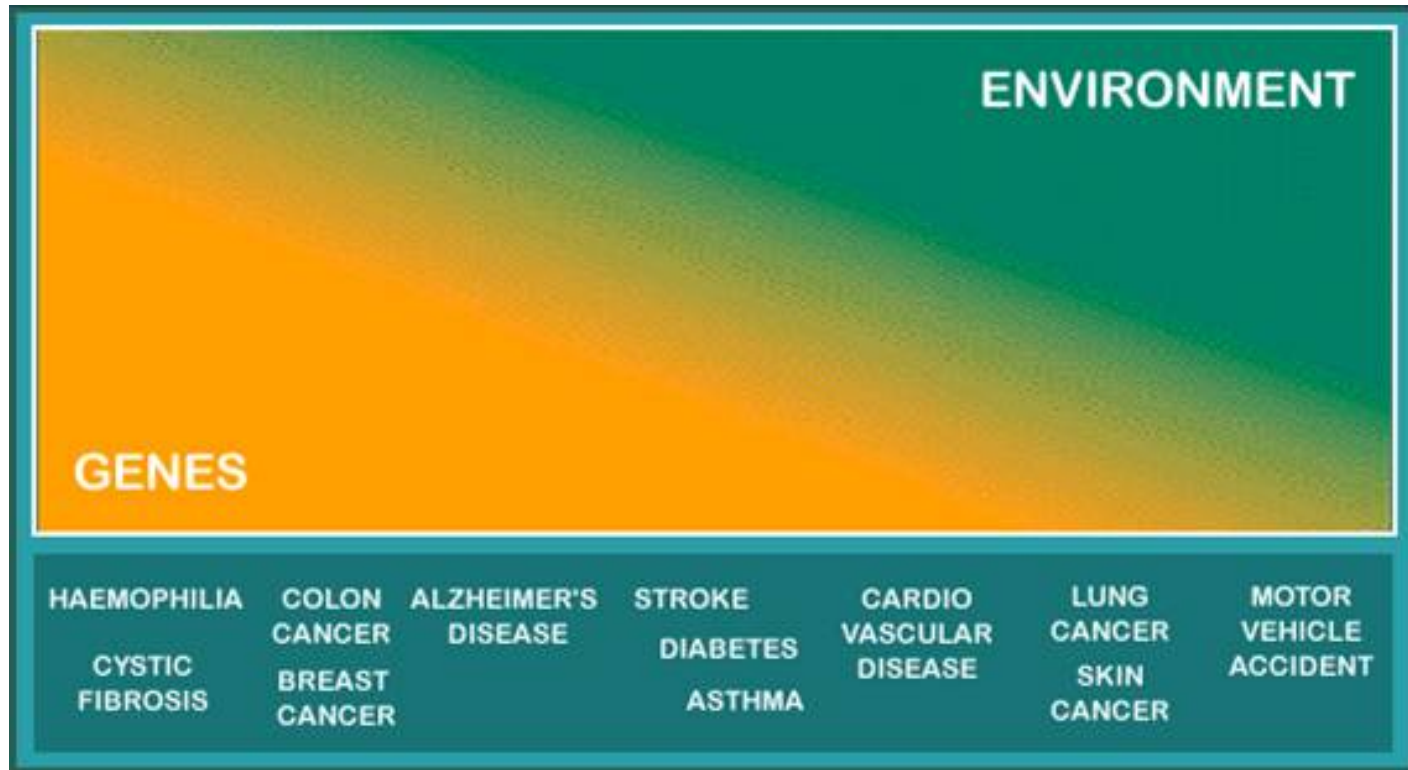 ENVIRONMENT
GENES
HAEMOPHILIA
CYSTIC
FIBROSIS
COLON
CANCER
BREAST
CANCER
ALZHEIMER'S
DISEASE
STROKE
DIABETES
ASTHMA
CARDIO
VASCULAR
DISEASE
LUNG
CANCER
SKIN
CANCER
MOTOR
VEHICLE
ACCIDENT